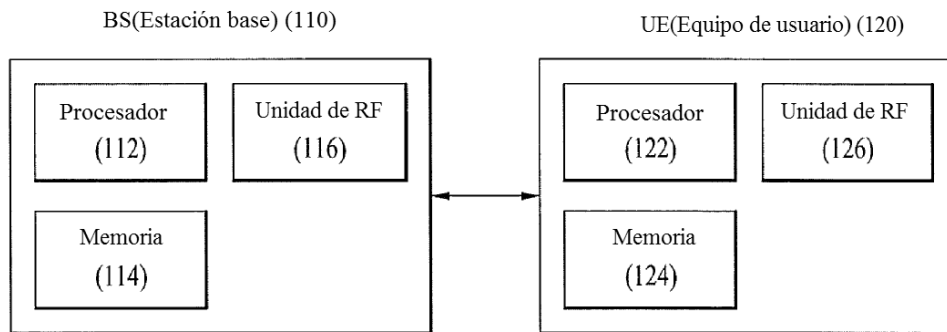 BS(Estación base) (110)
Procesador
(112)
Unidad de RF
(116)
Memoria
(114)
UE(Equipo de usuario) (120)
Procesador
(122)
Unidad de RF
(126)
Memoria
(124)